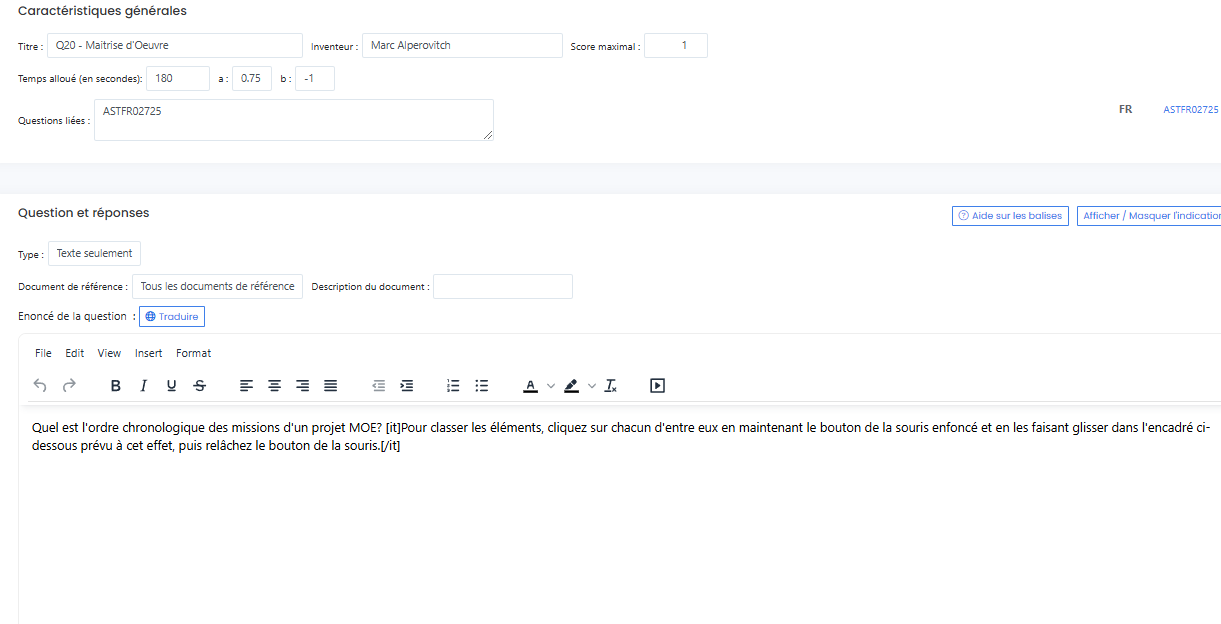 Caractéristiques générales
Titre : Q20 - Maitrise d'Oeuvre Inventeur : Marc Alperovitch Score maximal : 1
Temps alloué (en secondes): 180 a : 0.75 b : -1
Questions liées : ASTFR02725 FR ASTFR02725
Question et réponses
Aide sur les balises Afficher / Masquer l'indication
Type : Texte seulement
Document de référence : Tous les documents de référence Description du document :
Enoncé de la question : Traduire
File Edit View Insert Format
B I U S A
Quel est l'ordre chronologique des missions d'un projet MOE? [it]Pour classer les éléments, cliquez sur chacun d'entre eux en maintenant le bouton de la souris enfoncé et en les faisant glisser dans l'encadré ci-
dessous prévu à cet effet, puis relâchez le bouton de la souris.[/it]